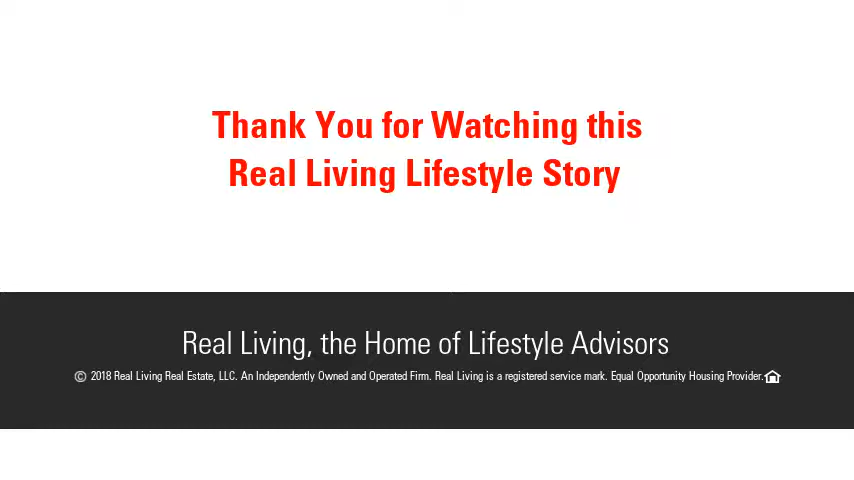 Thank You for Watching this
Real Living Lifestyle Story
Real Living, the Home of Lifestyle Advisors
© 2018 Real Living Real Estate, LLC. An Independently Owned and Operated Firm. Real Living is a registered service mark. Equal Opportunity Housing Provider.